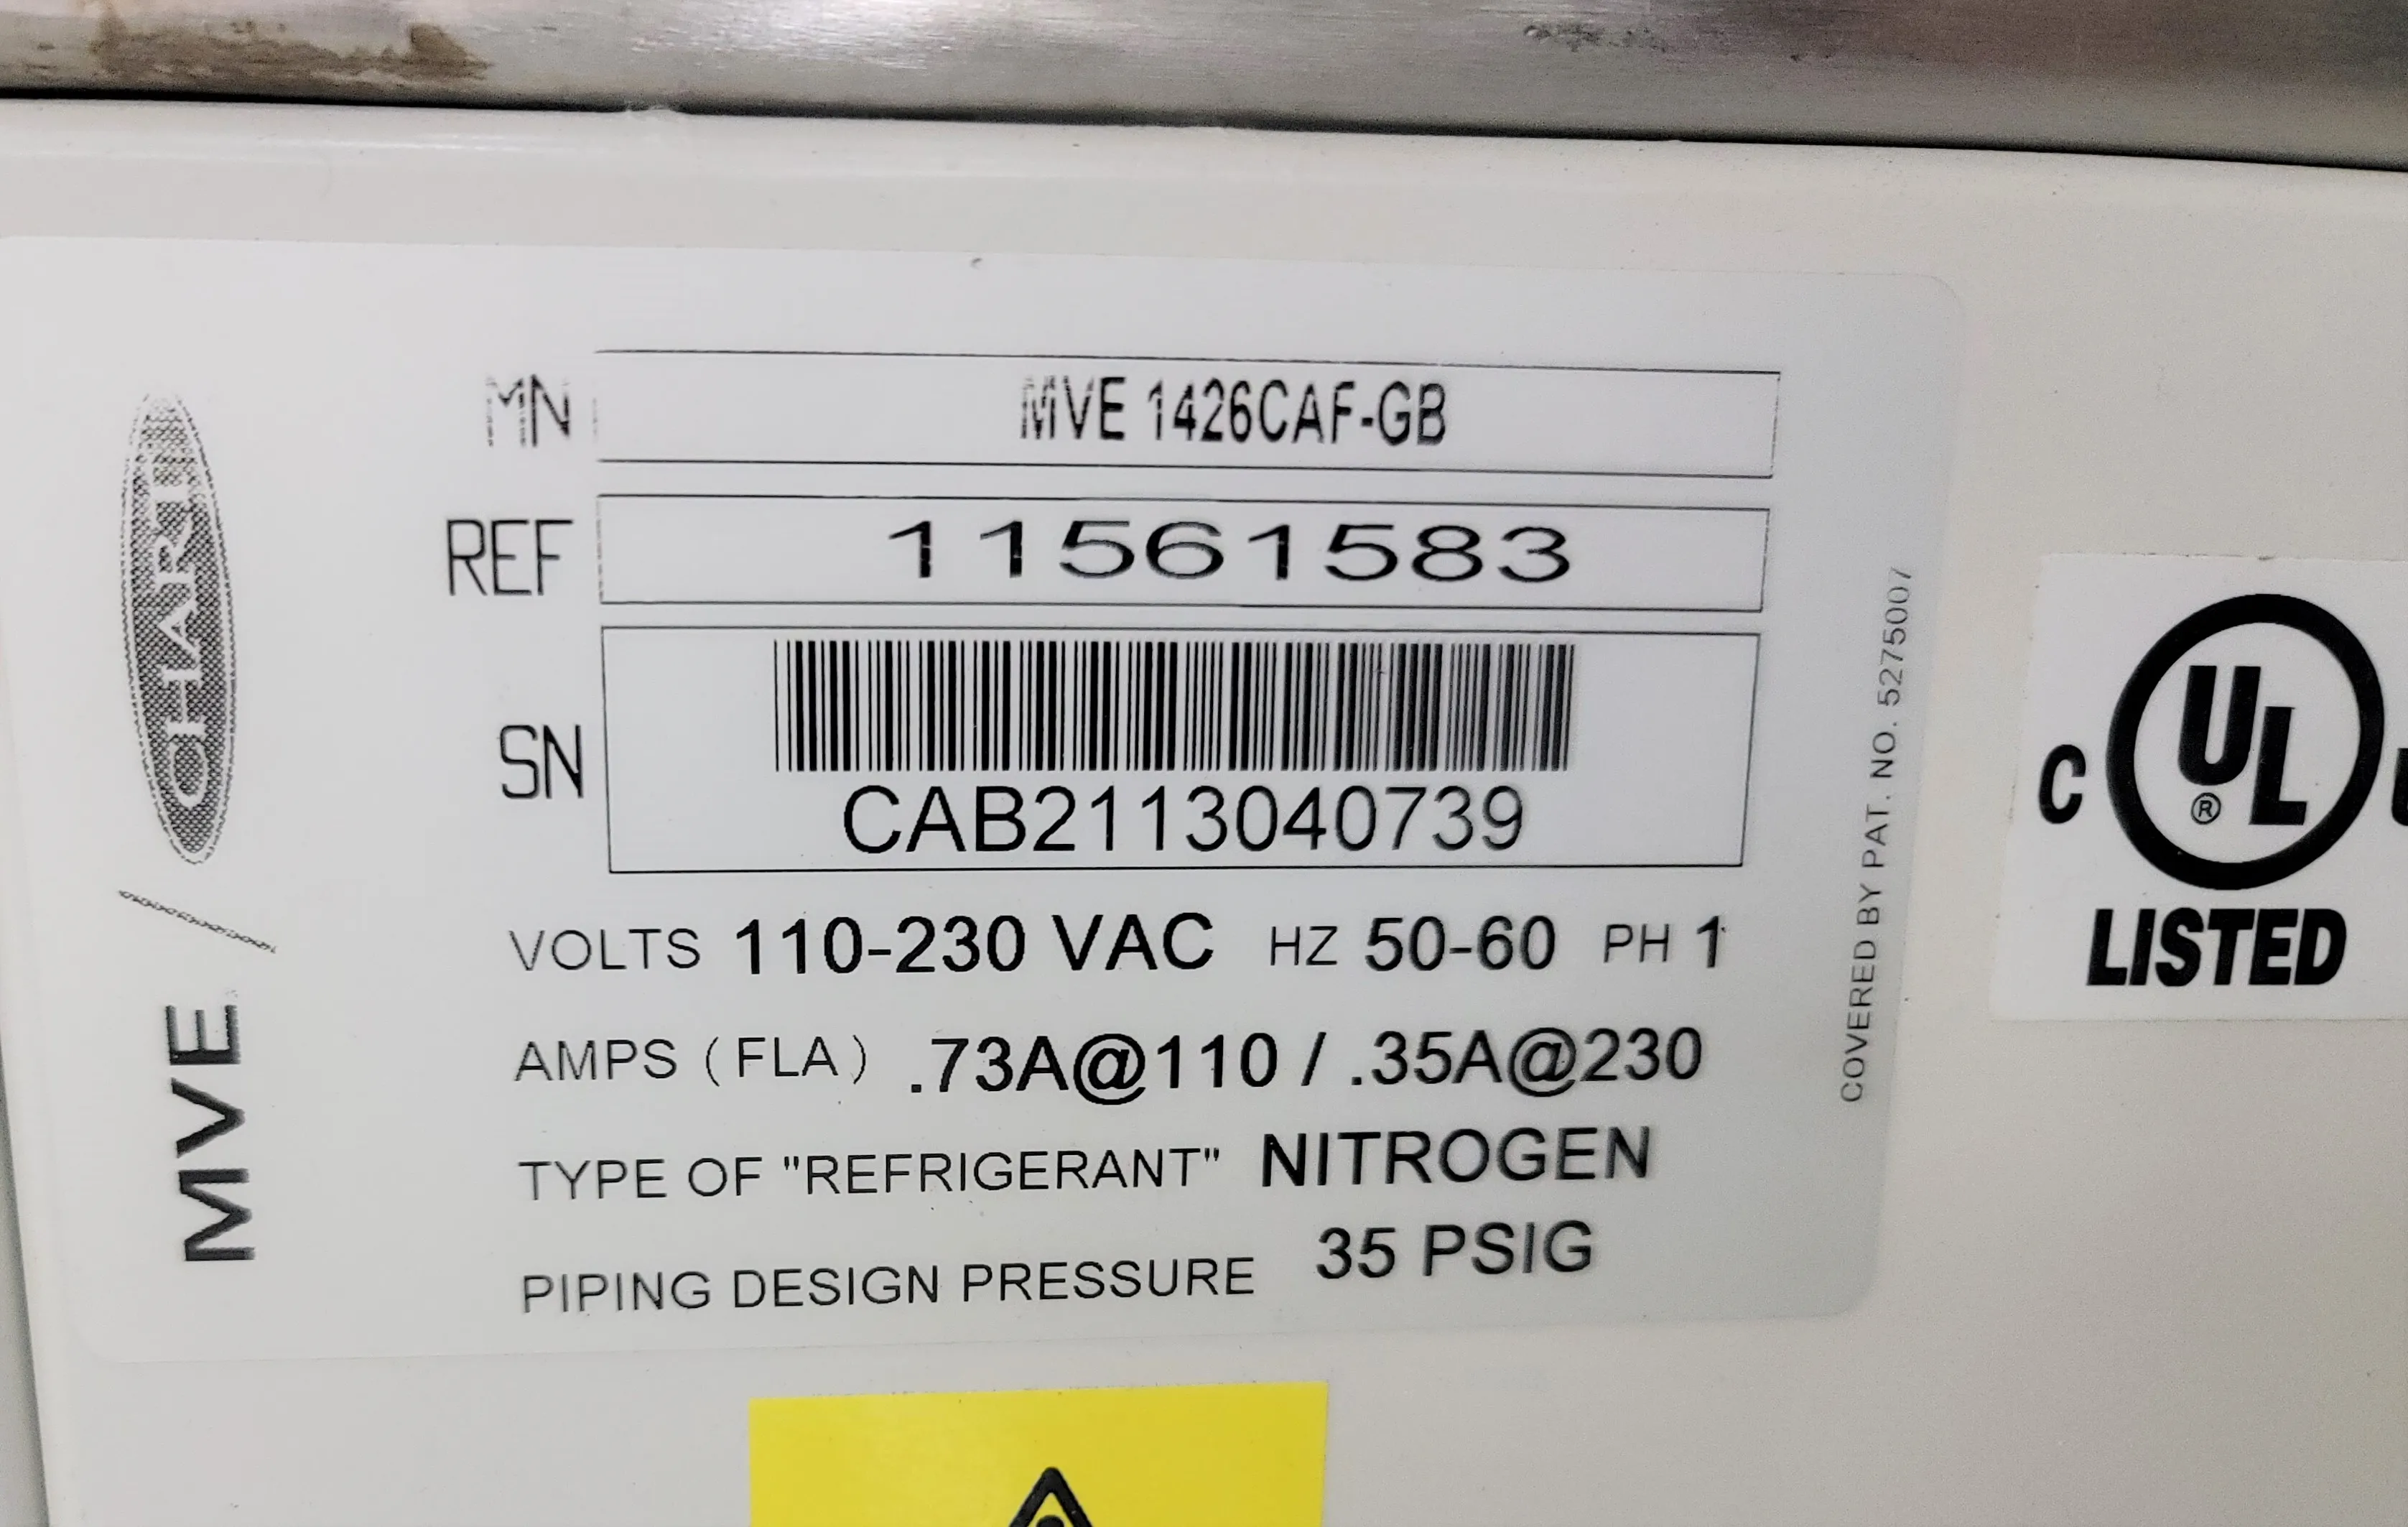 MN MVE 1426CAF-GB
REF 11561583
SN
CAB2113040739
VOLTS 110-230 VAC HZ 50-60 PH 1
AMPS (FLA) .73A@110 / .35A@230
TYPE OF "REFRIGERANT" NITROGEN
PIPING DESIGN PRESSURE 35 PSIG
MVE / CHART
COVERED BY PAT. NO. 5275007
C UL ®
LISTED